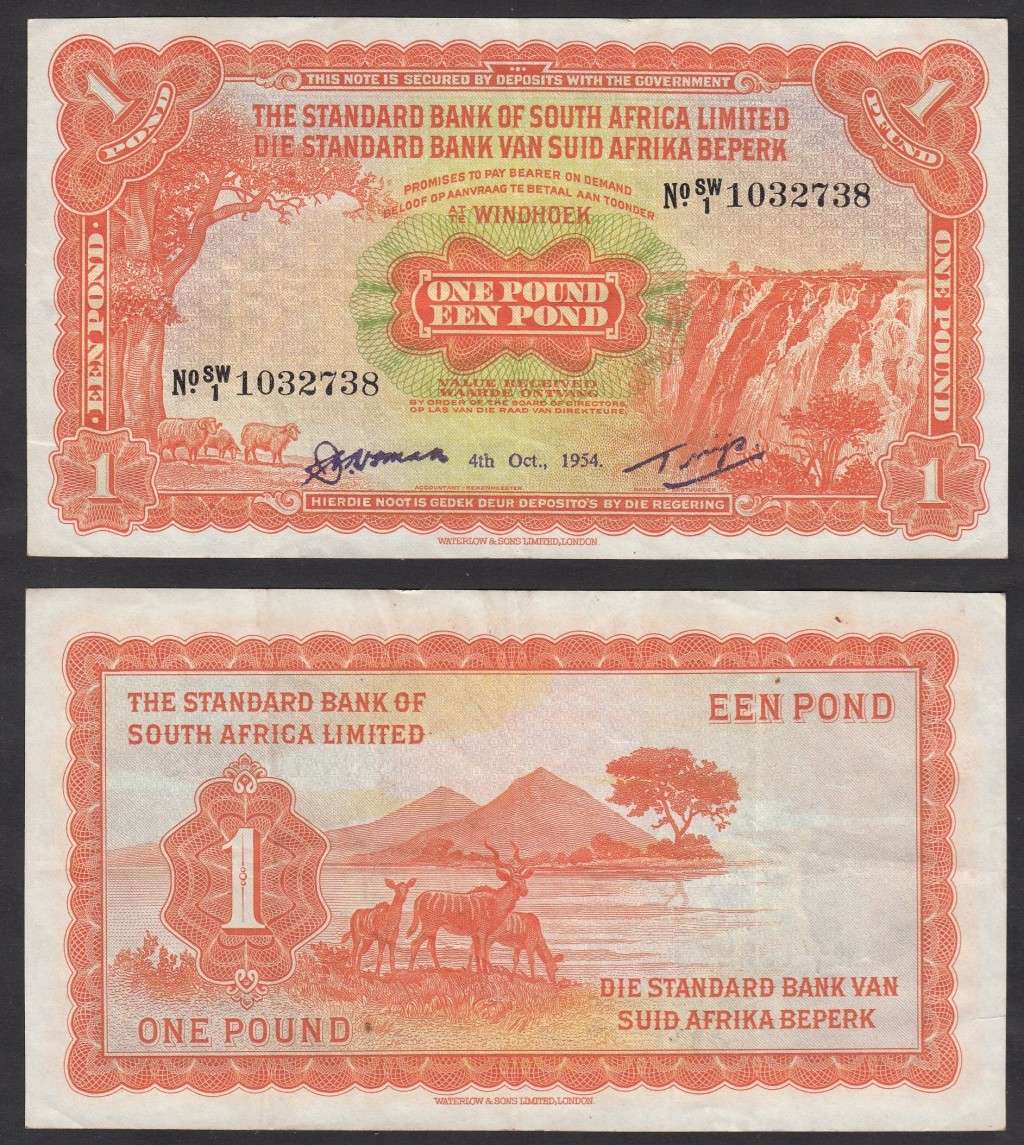 1
POND
1
PFUND
THIS NOTE IS SECURED BY DEPOSITS WITH THE GOVERNMENT
THE STANDARD BANK OF SOUTH AFRICA LIMITED
DIE STANDARD BANK VAN SUID AFRIKA BEPERK
PROMISES TO PAY BEARER ON DEMAND
BELOOF OP AANVRAAG TE BETAAL AAN TOONDER
AT
TE WINDHOEK
No. SW/1 1032738
· EEN POND ·
ONE POUND
ONE POUND
EEN POND
No. SW/1 1032738
VALUE RECEIVED
WAARDE ONTVANG
BY ORDER OF THE BOARD OF DIRECTORS,
OP LAS VAN DIE RAAD VAN DIREKTEURE,
4th Oct., 1954.
ACCOUNTANT - REKENMEESTER
1
1
HIERDIE NOOT IS GEDEK DEUR DEPOSITO'S BY DIE REGERING
WATERLOW & SONS LIMITED, LONDON.
THE STANDARD BANK OF
SOUTH AFRICA LIMITED
EEN POND
1
ONE POUND
DIE STANDARD BANK VAN
SUID AFRIKA BEPERK
WATERLOW & SONS LIMITED, LONDON.